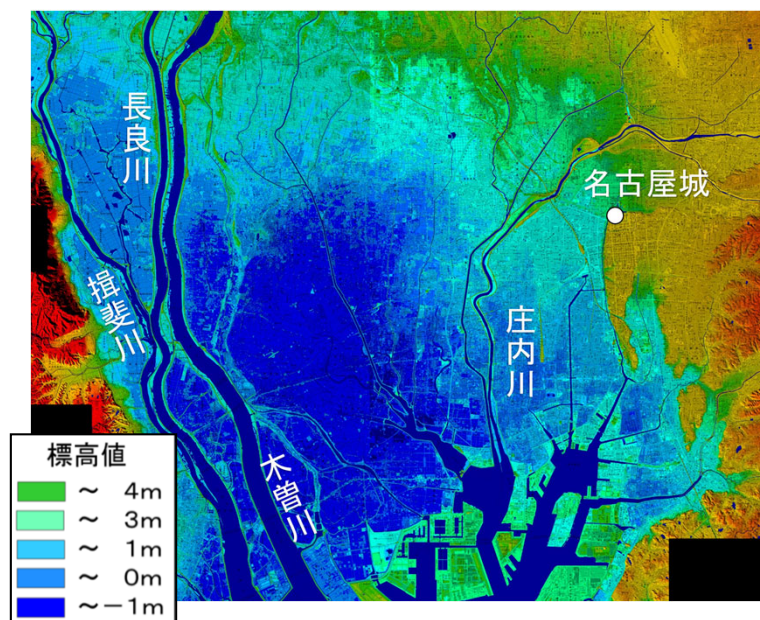 長良川
揖斐川
木曽川
庄内川
名古屋城
標高値
～ 4m
～ 3m
～ 1m
～ 0m
～－1m